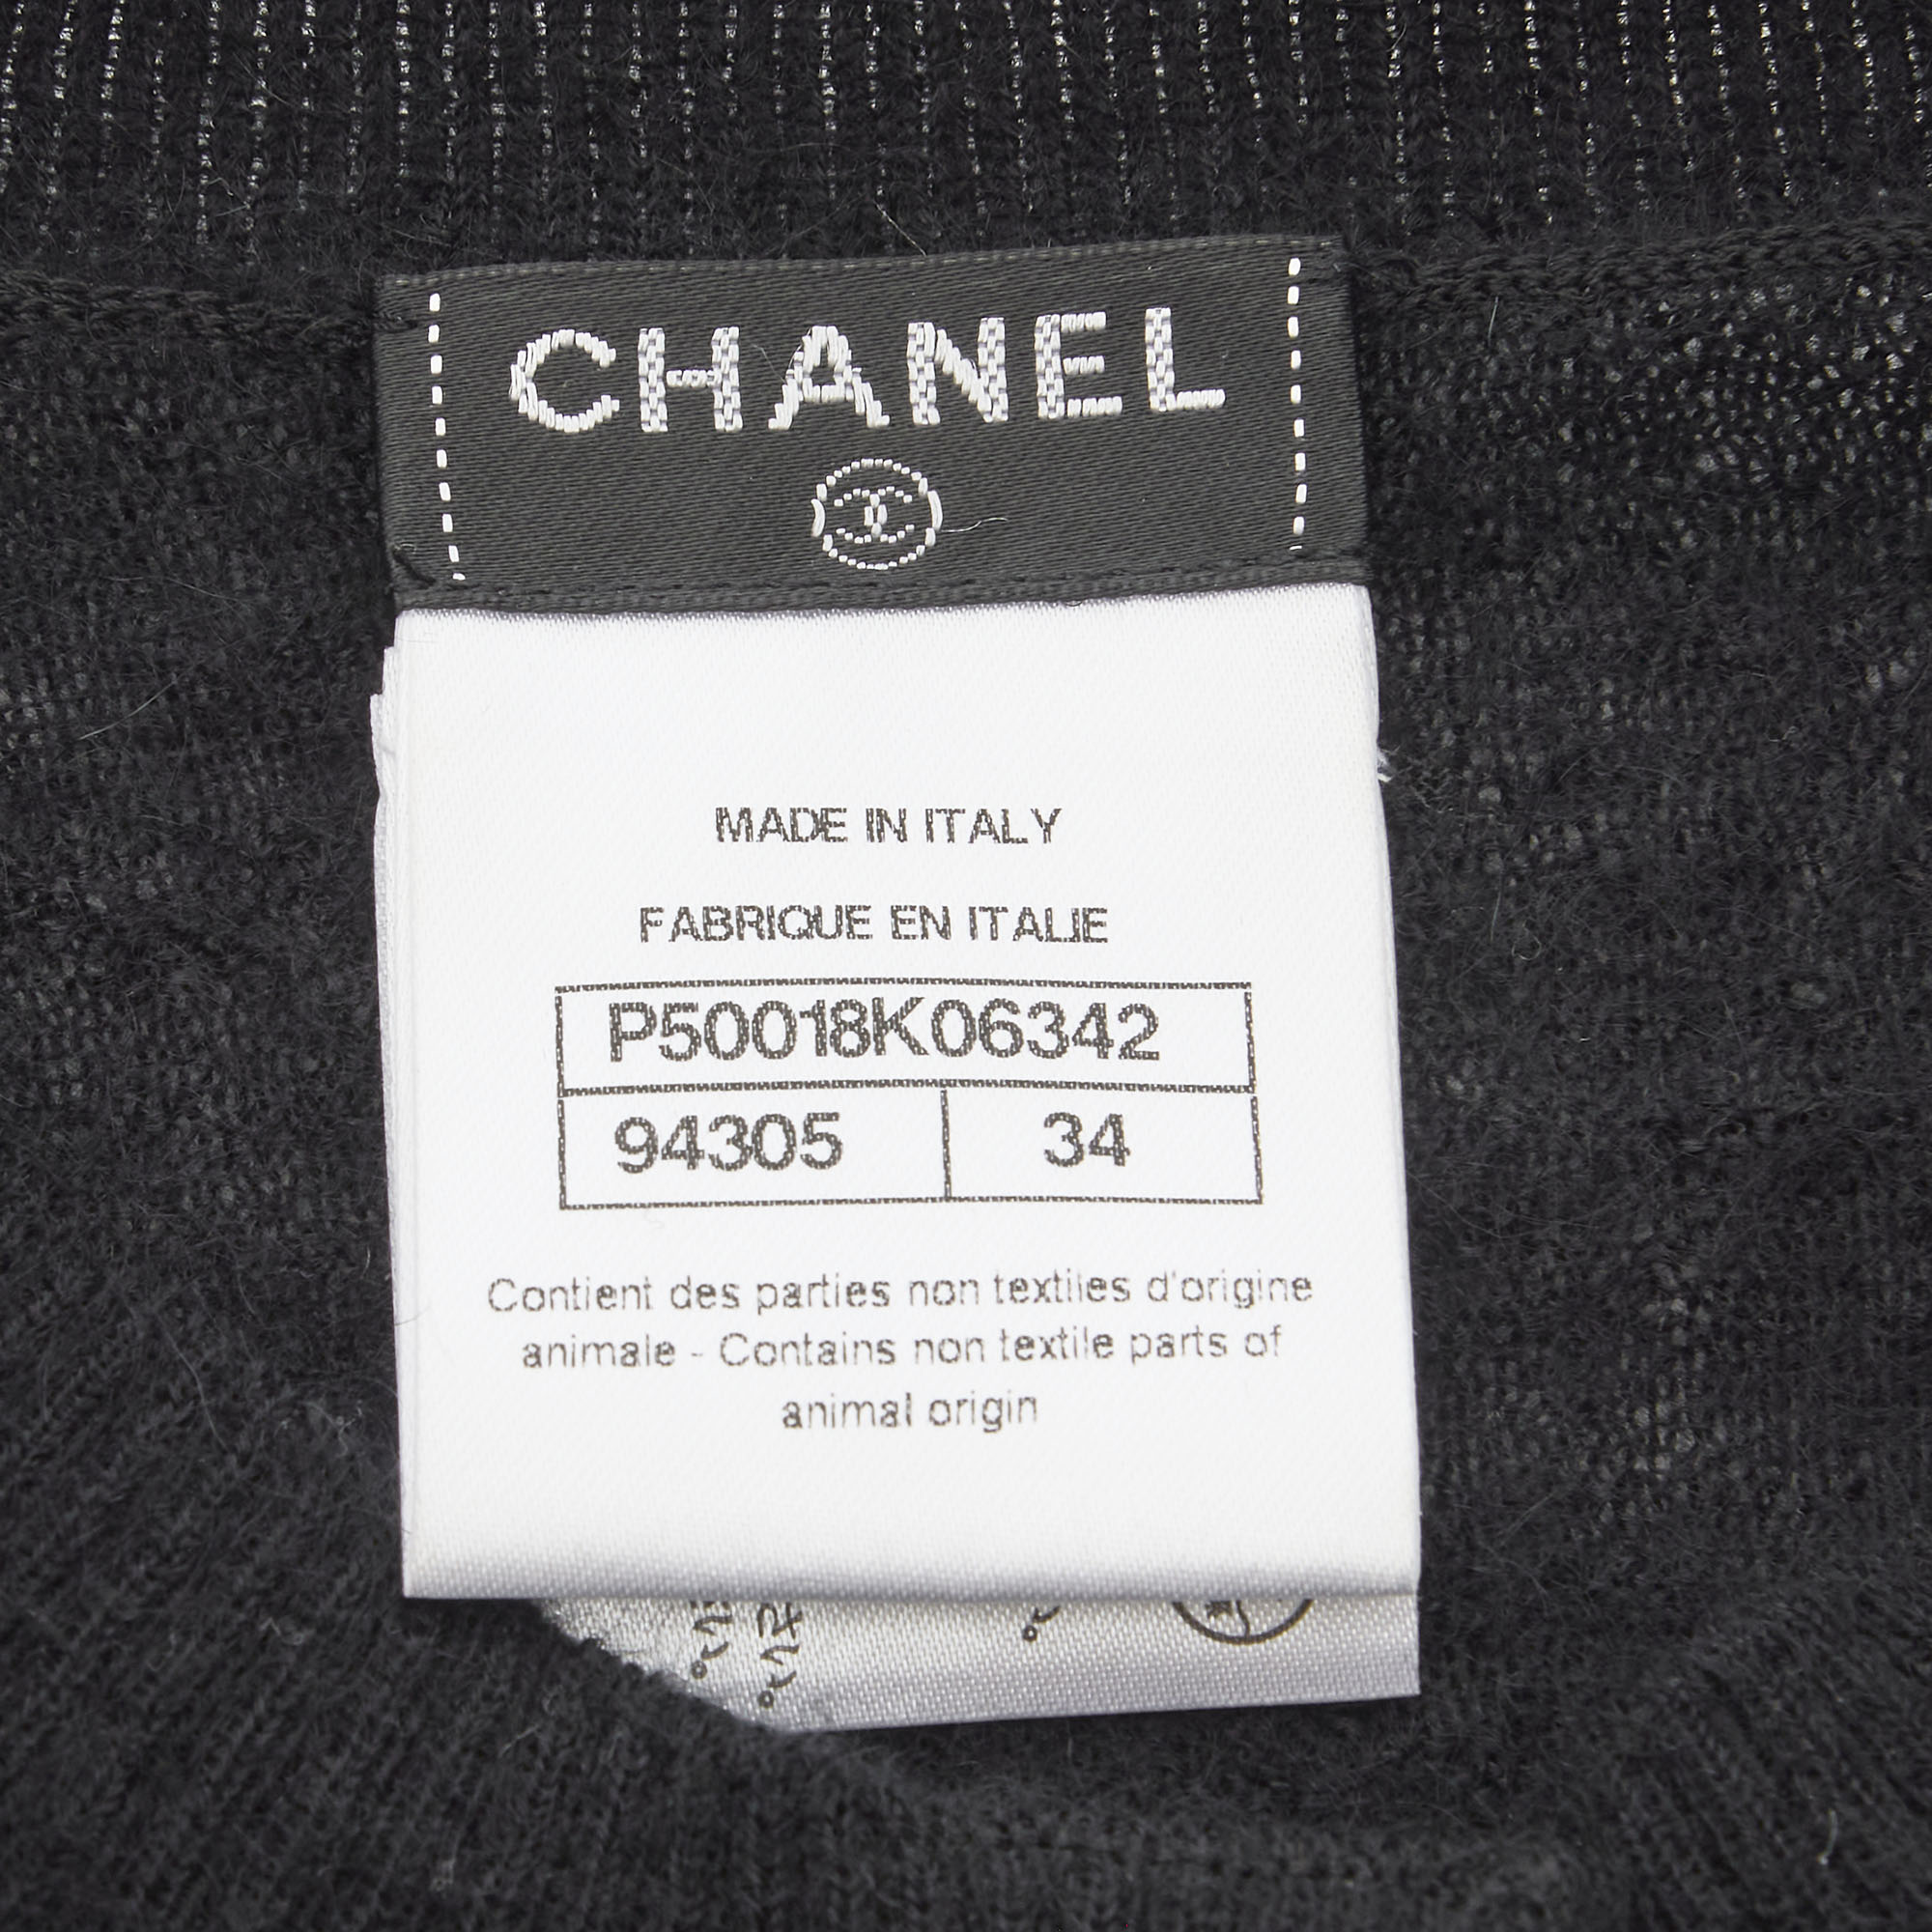 CHANEL
MADE IN ITALY
FABRIQUE EN ITALIE
P50018K06342
94305 34
Contient des parties non textiles d'origine
animale - Contains non textile parts of
animal origin